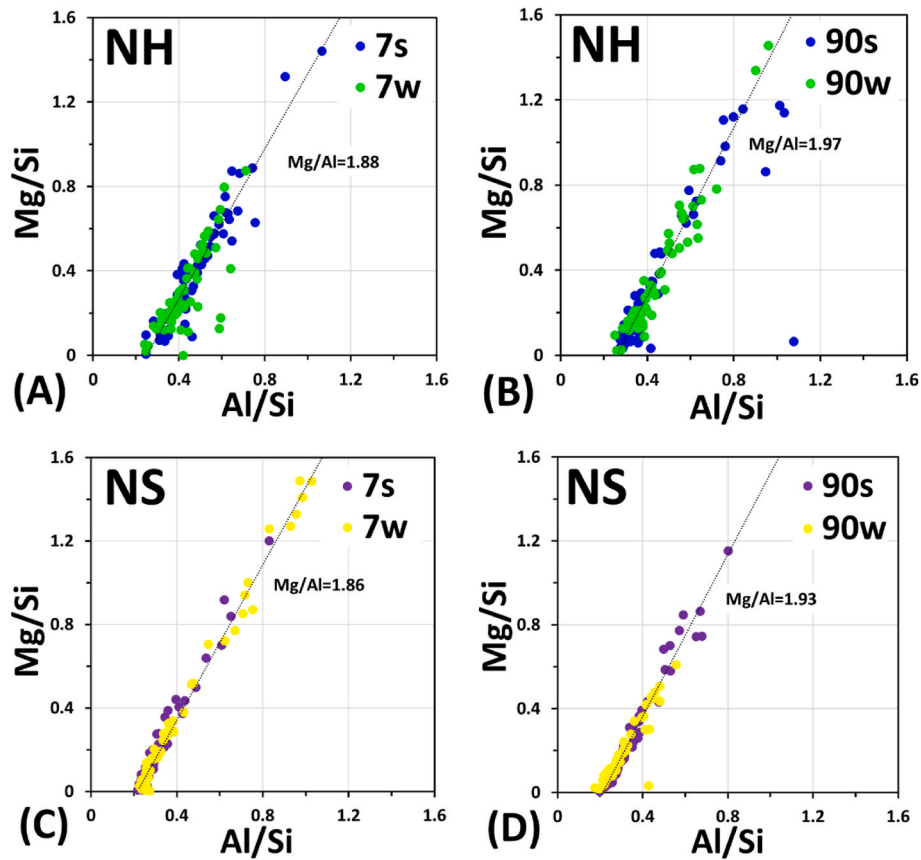 NH
7s
7w
Mg/Al=1.88
Mg/Si
1.6
1.2
0.8
0.4
0
0 0.4 0.8 1.2 1.6
Al/Si
(A)
NH
90s
90w
Mg/Al=1.97
Mg/Si
1.6
1.2
0.8
0.4
0
0 0.4 0.8 1.2 1.6
Al/Si
(B)
NS
7s
7w
Mg/Al=1.86
Mg/Si
1.6
1.2
0.8
0.4
0
0 0.4 0.8 1.2 1.6
Al/Si
(C)
NS
90s
90w
Mg/Al=1.93
Mg/Si
1.6
1.2
0.8
0.4
0
0 0.4 0.8 1.2 1.6
Al/Si
(D)